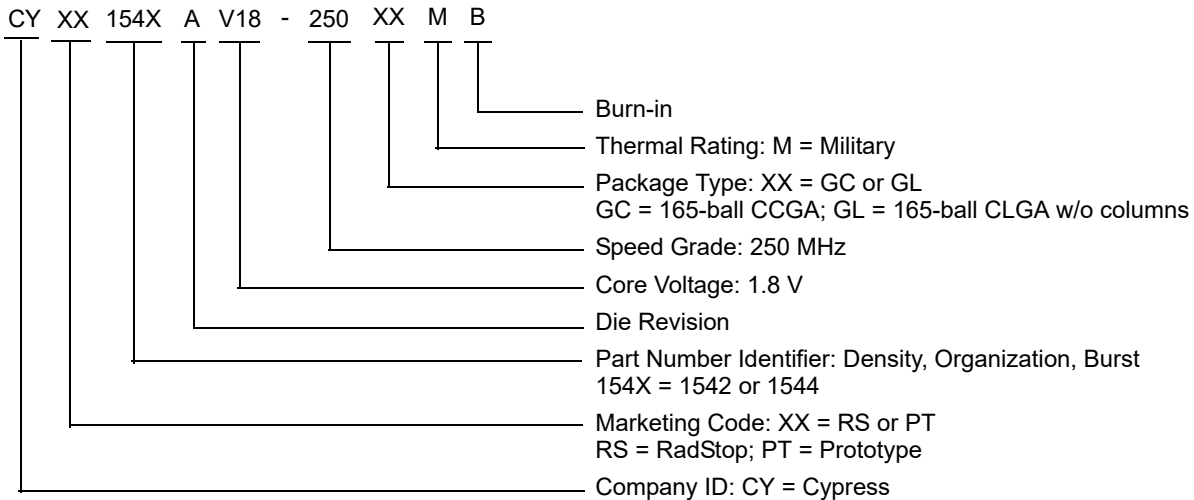 CY XX 154X A V18 - 250 XX M B
Burn-in
Thermal Rating: M = Military
Package Type: XX = GC or GL
GC = 165-ball CCGA; GL = 165-ball CLGA w/o columns
Speed Grade: 250 MHz
Core Voltage: 1.8 V
Die Revision
Part Number Identifier: Density, Organization, Burst
154X = 1542 or 1544
Marketing Code: XX = RS or PT
RS = RadStop; PT = Prototype
Company ID: CY = Cypress